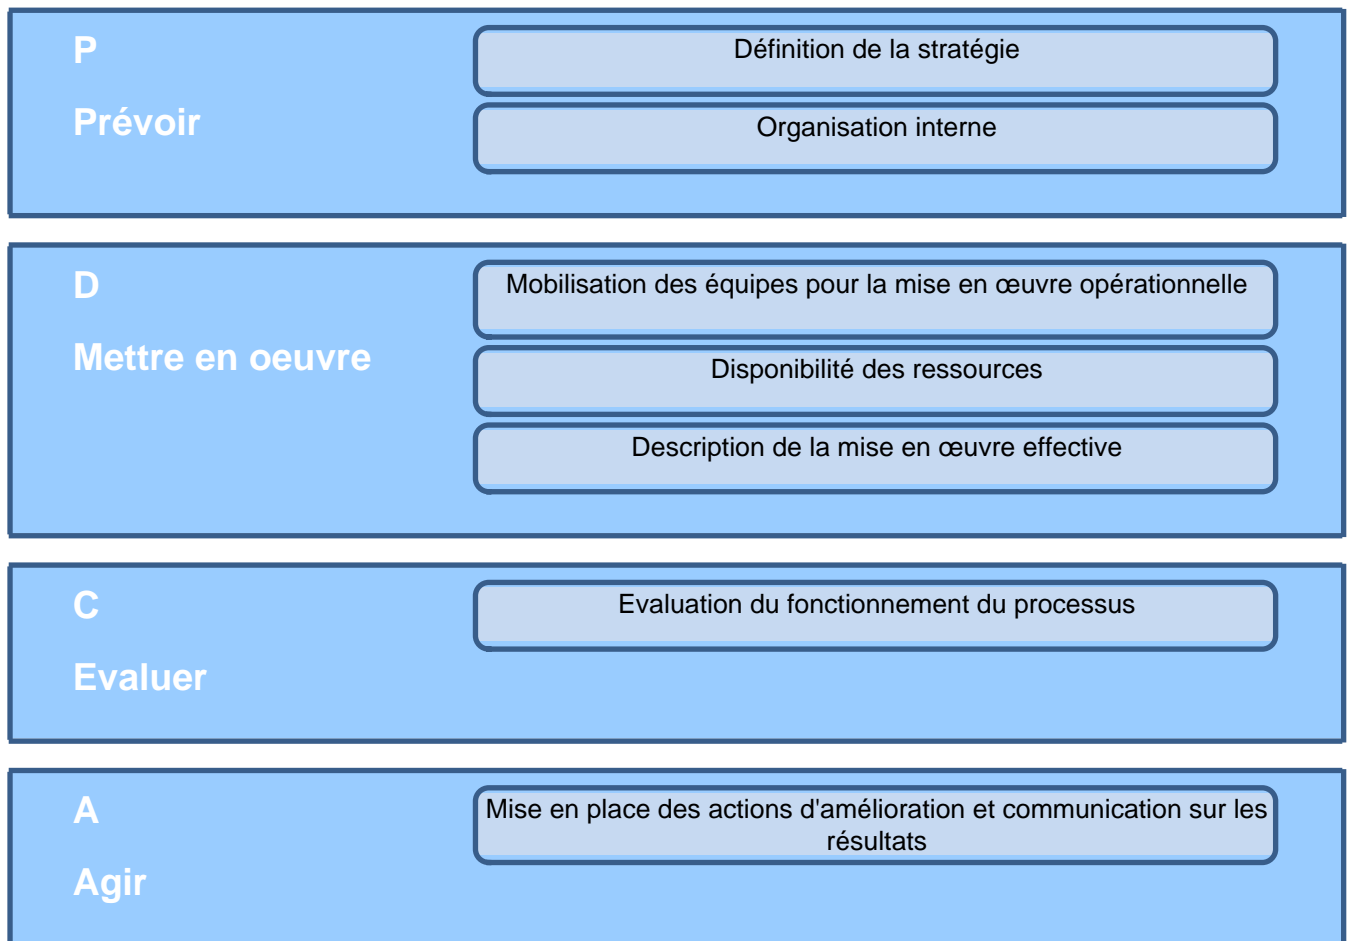 P
Définition de la stratégie
Prévoir
Organisation interne
D
Mobilisation des équipes pour la mise en œuvre opérationnelle
Mettre en oeuvre
Disponibilité des ressources
Description de la mise en œuvre effective
C
Evaluation du fonctionnement du processus
Evaluer
A
Mise en place des actions d'amélioration et communication sur les
résultats
Agir